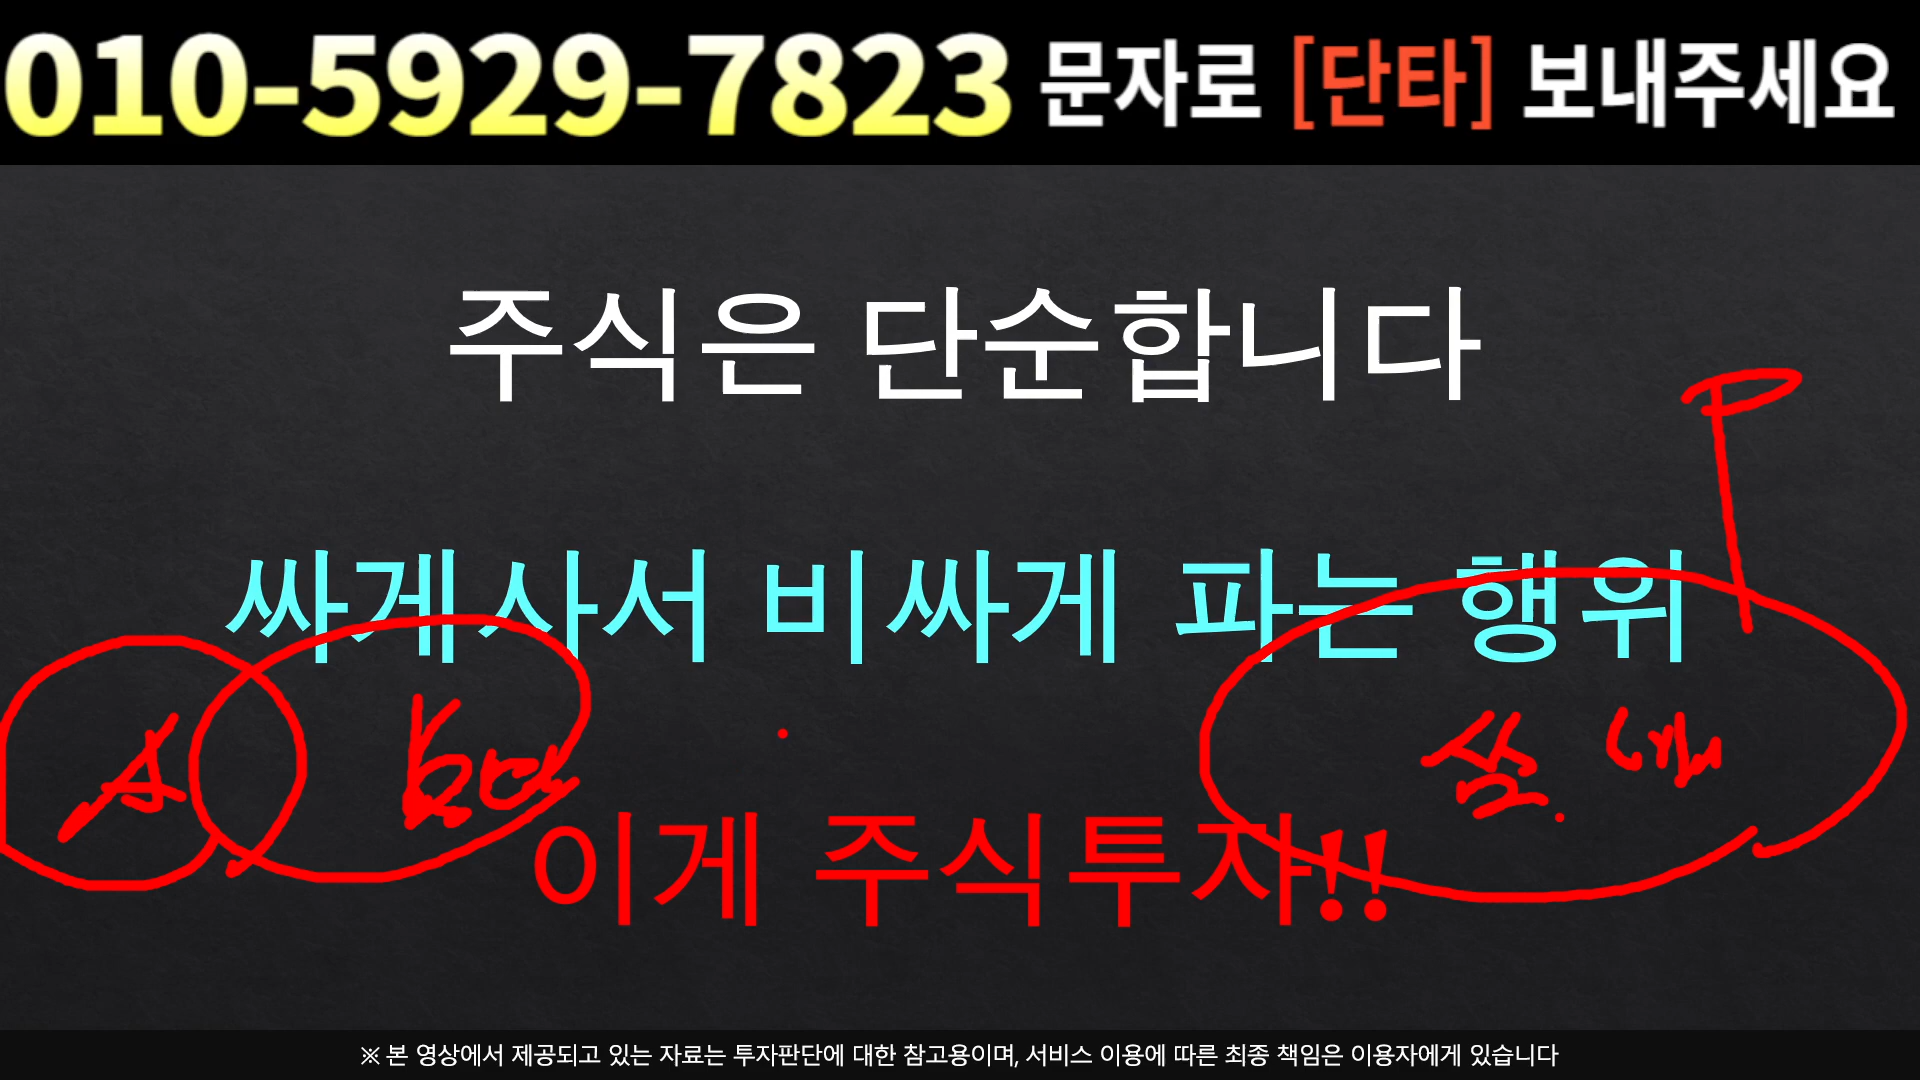 010-5929-7823 문자로 [단타] 보내주세요
주식은 단순합니다
싸게사서 비싸게 파는 행위
이게 주식투자!!
※ 본 영상에서 제공되고 있는 자료는 투자판단에 대한 참고용이며, 서비스 이용에 따른 최종 책임은 이용자에게 있습니다